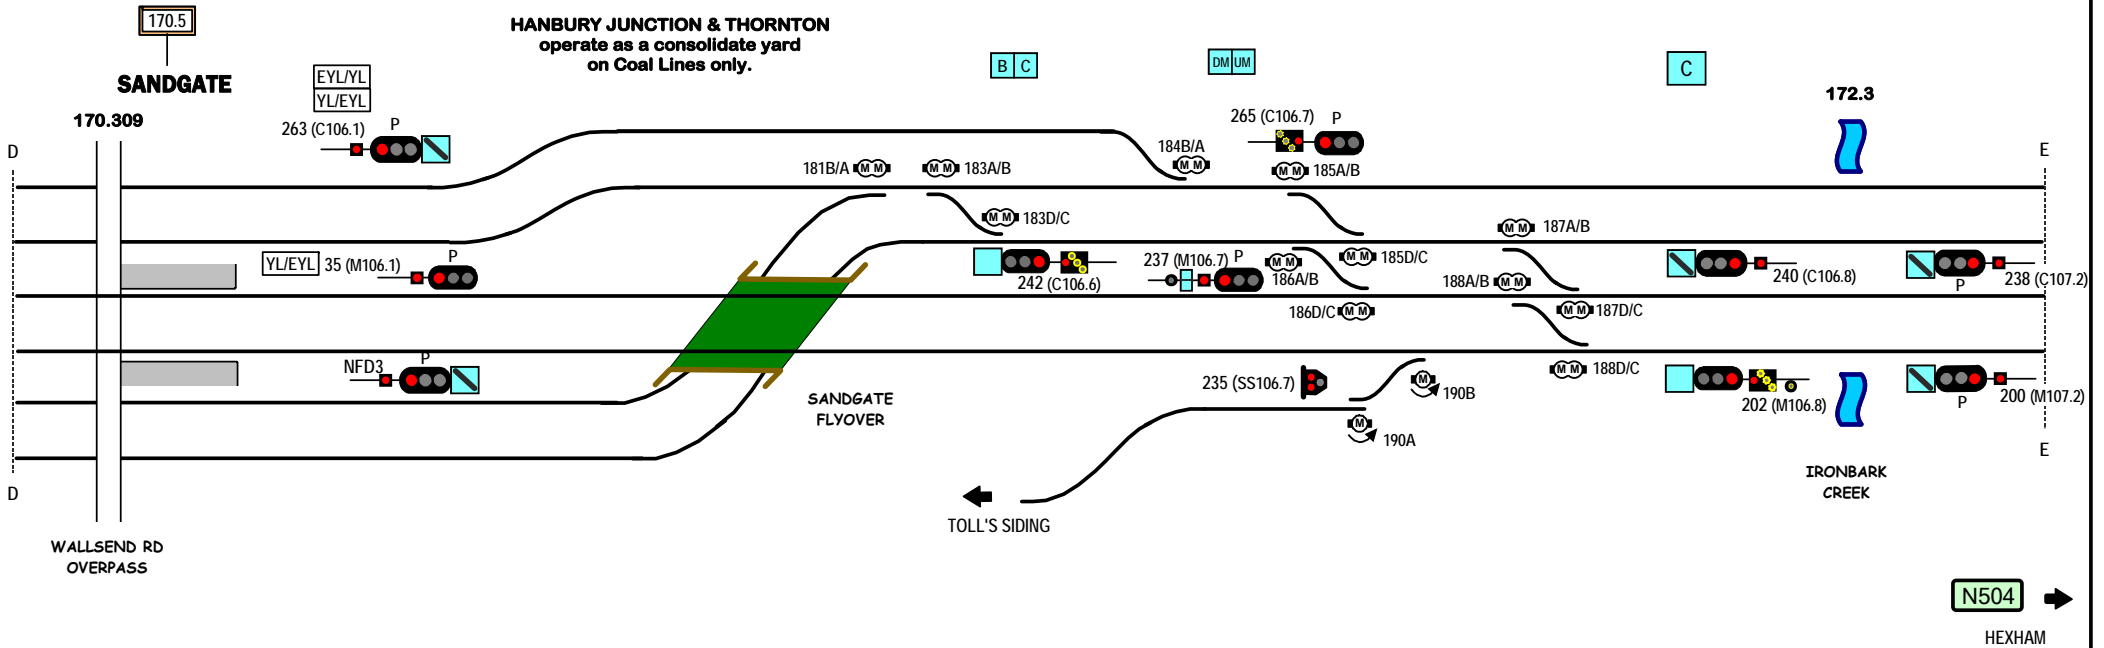 170.5
SANDGATE
170.309
HANBURY JUNCTION & THORNTON
operate as a consolidate yard
on Coal Lines only.
EYL/YL
YL/EYL
263 (C106.1)
P
B C
DM UM
265 (C106.7)
P
C
172.3
D
E
181B/A
M M
M M
183A/B
184B/A
M M
M M
185A/B
M M
183D/C
M M
187A/B
YL/EYL
35 (M106.1)
P
242 (C106.6)
237 (M106.7)
P
M M
186A/B
M M
185D/C
188A/B
M M
240 (C106.8)
P
238 (C107.2)
186D/C
M M
M M
187D/C
NFD3
P
SANDGATE
FLYOVER
235 (SS106.7)
M
190B
M
190A
M M
188D/C
202 (M106.8)
P
200 (M107.2)
D
E
IRONBARK
CREEK
TOLL'S SIDING
WALLSEND RD
OVERPASS
N504
HEXHAM